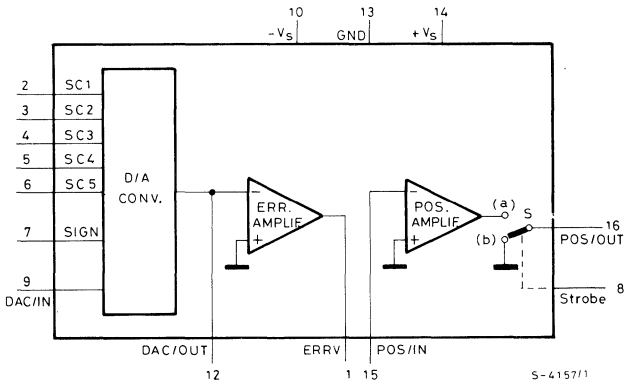 10 13 14
-Vs GND +Vs
2 SC1
3 SC2
4 SC3
5 SC4
6 SC5
7 SIGN
9
DAC/IN
D/A
CONV.
-
ERR.
AMPLIF.
+
-
POS.
AMPLIF.
+
(a)
S
(b)
16
POS/OUT
8
Strobe
DAC/OUT ERRV POS/IN
12 1 15
S-4157/1